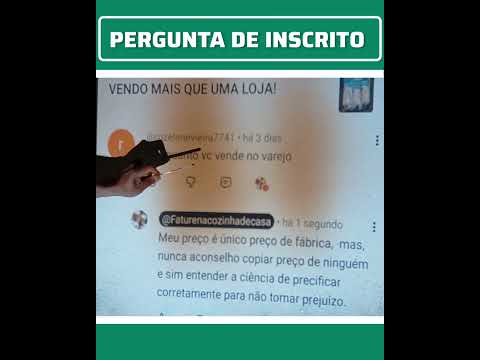 PERGUNTA DE INSCRITO
VENDO MAIS QUE UMA LOJA!
r
@rozelenevieira7741 • há 3 dias
vc vende no varejo
@Faturenacozinhadecasa • há 1 segundo
Meu preço é único preço de fábrica, mas,
nunca aconselho copiar preço de ninguém
e sim entender a ciência de precificar
corretamente para não tomar prejuízo.